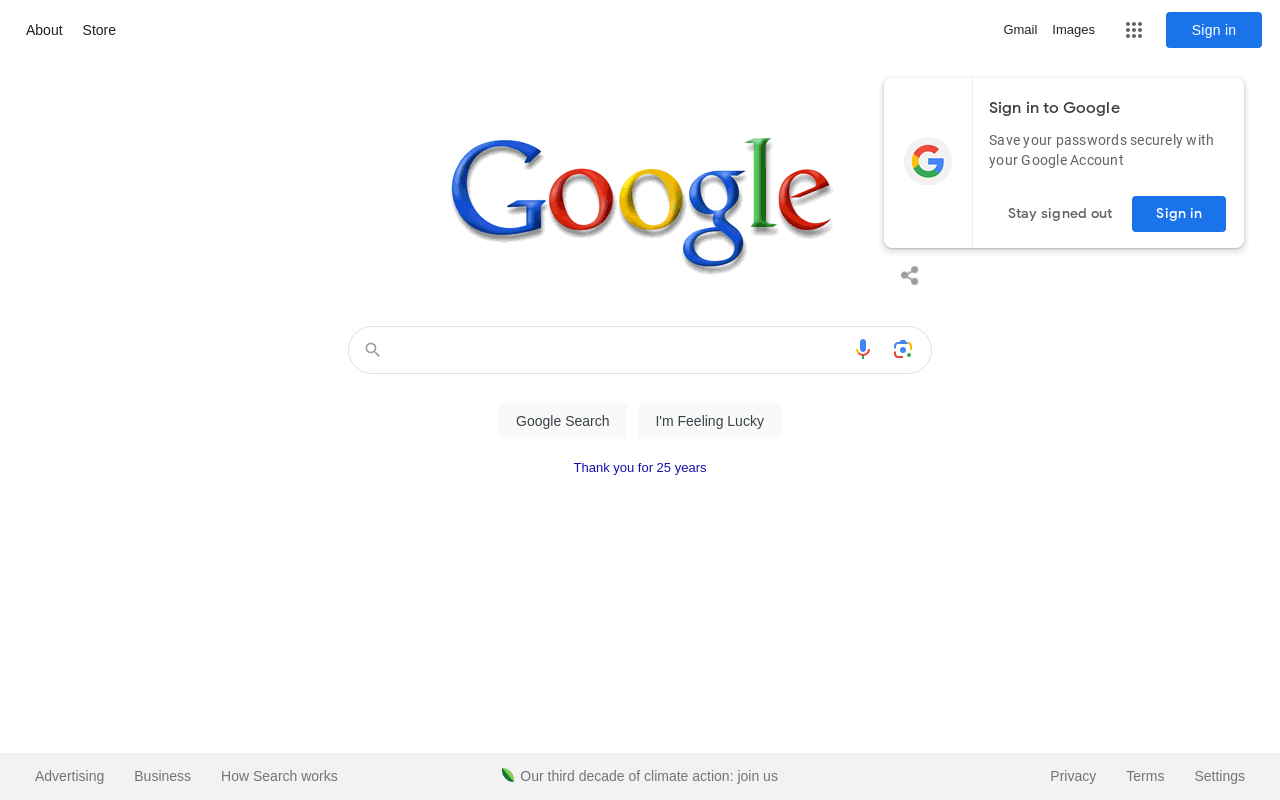 About Store
Gmail Images Sign in
Sign in to Google
Save your passwords securely with
your Google Account
Stay signed out Sign in
Google
Google Search I'm Feeling Lucky
Thank you for 25 years
Advertising Business How Search works
Our third decade of climate action: join us
Privacy Terms Settings